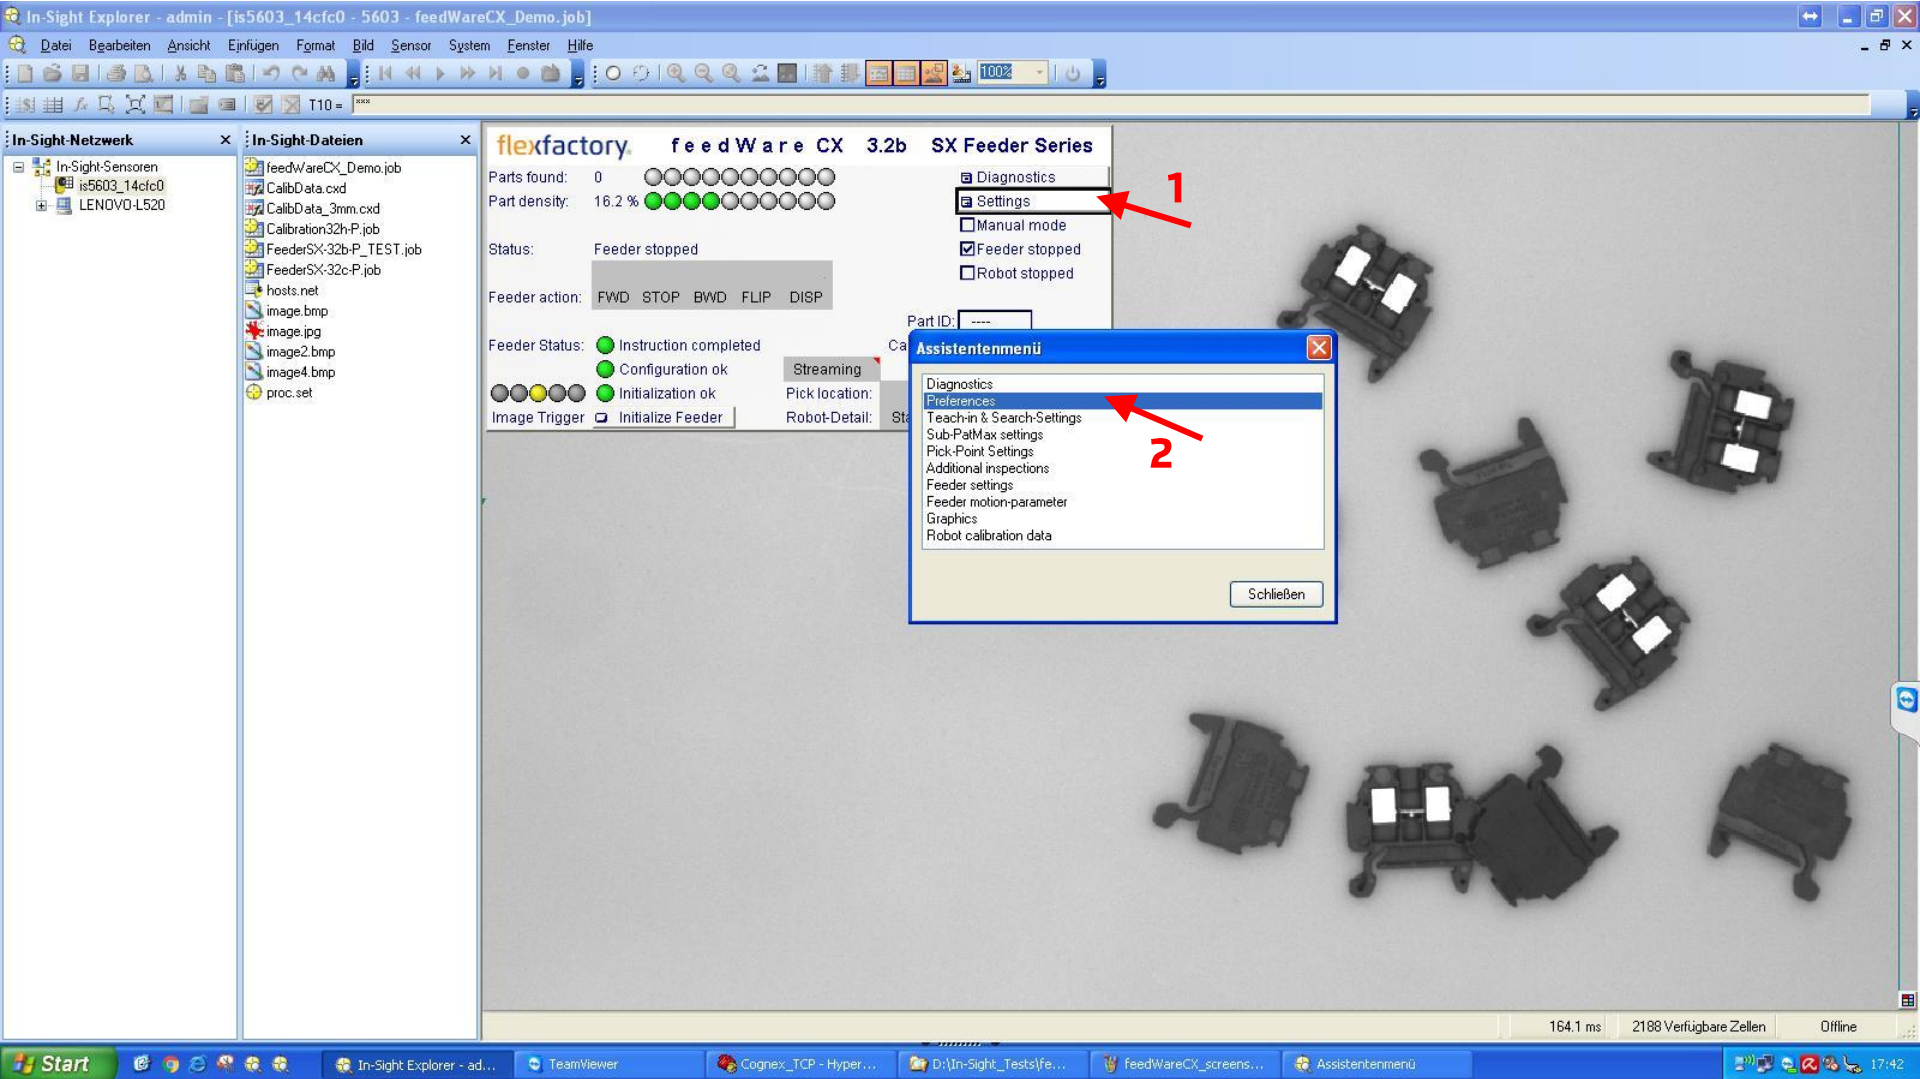 In-Sight Explorer - admin - [is5603_14cfc0 - 5603 - feedWareCX_Demo.job]
Datei Bearbeiten Ansicht Einfügen Format Bild Sensor System Fenster Hilfe
100%
T10 = ***
In-Sight-Netzwerk
In-Sight-Sensoren
is5603_14cfc0
LENOVO-L520
In-Sight-Dateien
feedWareCX_Demo.job
CalibData.cxd
CalibData_3mm.cxd
Calibration32h-P.job
FeederSX-32b-P_TEST.job
FeederSX-32c-P.job
hosts.net
image.bmp
image.jpg
image2.bmp
image4.bmp
proc.set
flexfactory. feedWare CX 3.2b SX Feeder Series
Parts found: 0 Diagnostics
Part density: 16.2 % Settings
1
Manual mode
Status: Feeder stopped Feeder stopped
Robot stopped
Feeder action: FWD STOP BWD FLIP DISP
Part ID: ----
Feeder Status: Instruction completed Ca
Configuration ok Streaming
Initialization ok Pick location:
Image Trigger Initialize Feeder Robot-Detail: Sta
Assistentenmenü
Diagnostics
Preferences
Teach-in & Search-Settings
Sub-PatMax settings
Pick-Point Settings
Additional inspections
Feeder settings
Feeder motion-parameter
Graphics
Robot calibration data
2
Schließen
164.1 ms 2188 Verfügbare Zellen Offline
Start In-Sight Explorer - ad... TeamViewer Cognex_TCP - Hyper... D:\In-Sight_Tests\fe... feedWareCX_screens... Assistentenmenü 17:42